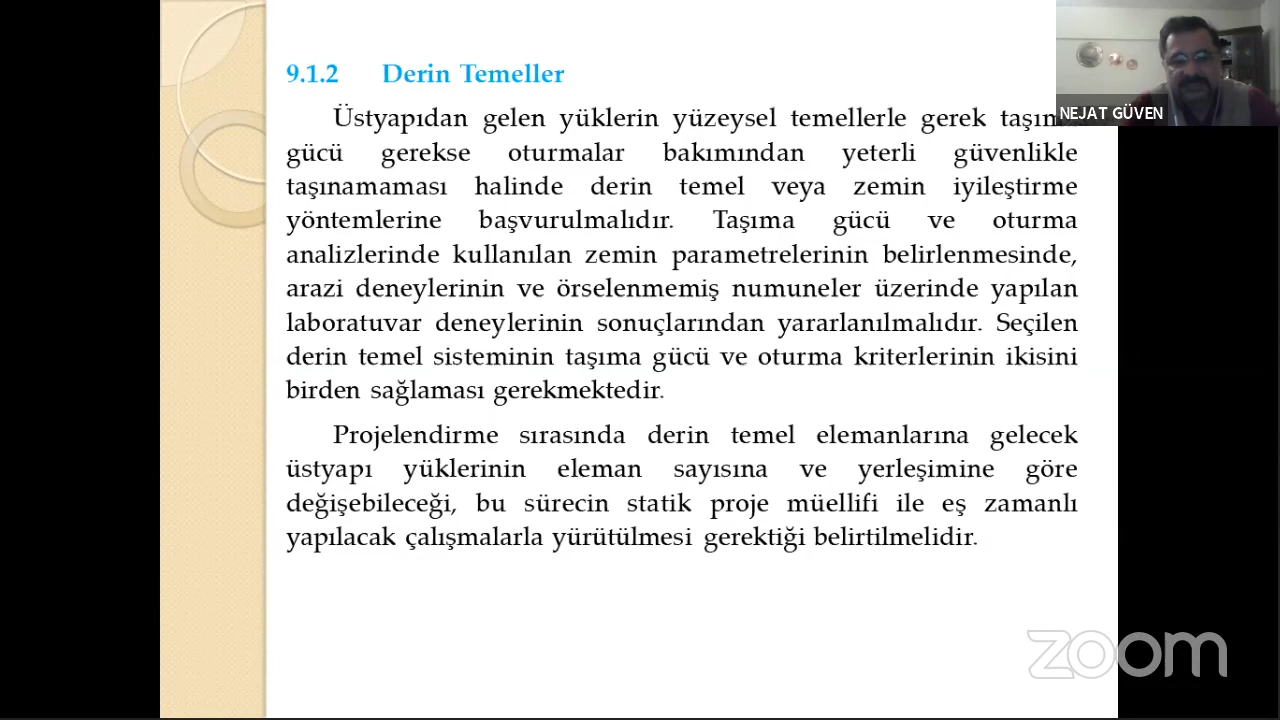 9.1.2 Derin Temeller
Üstyapıdan gelen yüklerin yüzeysel temellerle gerek
gücü gerekse oturmalar bakımından yeterli güvenlikle
taşınamaması halinde derin temel veya zemin iyileştirme
yöntemlerine başvurulmalıdır. Taşıma gücü ve oturma
analizlerinde kullanılan zemin parametrelerinin belirlenmesinde,
arazi deneylerinin ve örselenmemiş numuneler üzerinde yapılan
laboratuvar deneylerinin sonuçlarından yararlanılmalıdır. Seçilen
derin temel sisteminin taşıma gücü ve oturma kriterlerinin ikisini
birden sağlaması gerekmektedir.
Projelendirme sırasında derin temel elemanlarına gelecek
üstyapı yüklerinin eleman sayısına ve yerleşimine göre
değişebileceği, bu sürecin statik proje müellifi ile eş zamanlı
yapılacak çalışmalarla yürütülmesi gerektiği belirtilmelidir.
NEJAT GÜVEN
zoom